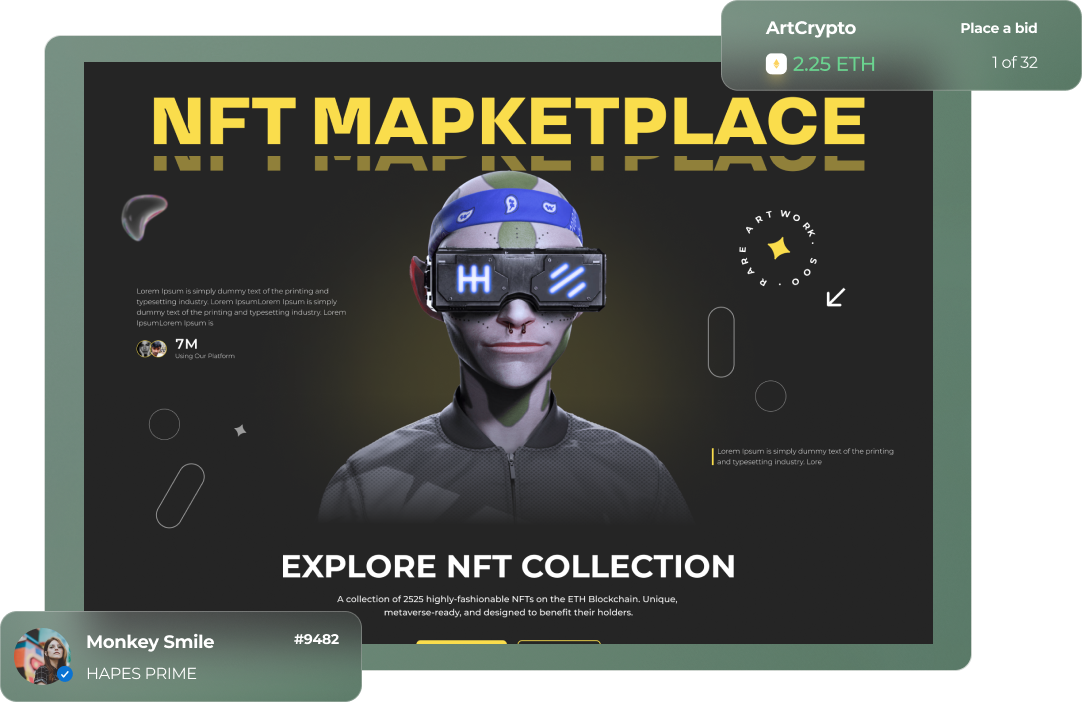 ArtCrypto
Place a bid
2.25 ETH
1 of 32
NFT MAPKETPLACE
RARE ART WORK. SOO.
Lorem Ipsum is simply dummy text of the printing and
typesetting industry. Lorem IpsumLorem Ipsum is simply
dummy text of the printing and typesetting industry. Lorem
IpsumLorem Ipsum is
7M
Using Our Platform
Lorem Ipsum is simply dummy text of the printing
and typesetting industry. Lore
EXPLORE NFT COLLECTION
A collection of 2525 highly-fashionable NFTs on the ETH Blockchain. Unique,
metaverse-ready, and designed to benefit their holders.
Monkey Smile
#9482
HAPES PRIME